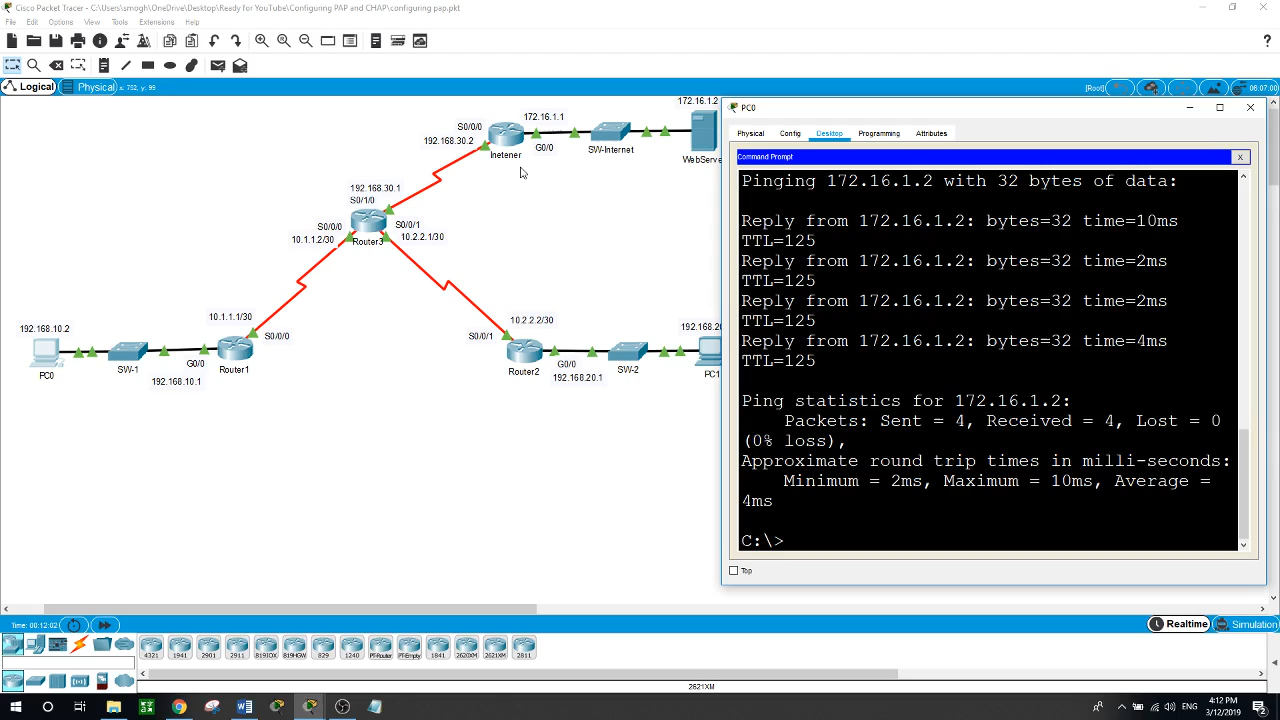 Cisco Packet Tracer - C:\Users\smogh\OneDrive\Desktop\Ready for YouTube\Configuring PAP and CHAP\configuring pap.pkt
File Edit Options View Tools Extensions Help
Logical Physical x: 752, y: 99 [Root] 06:07:00
172.16.1.2
172.16.1.1
S0/0/0
192.168.30.2
G0/0
SW-Internet
WebServe
Inetener
192.168.30.1
S0/1/0
S0/0/0
S0/0/1
10.1.1.2/30
10.2.2.1/30
Router3
10.1.1.1/30
10.2.2.2/30
192.168.10.2
192.168.20
S0/0/0
S0/0/1
G0/0
G0/0
PC0
SW-1
Router1
Router2
SW-2
PC1
192.168.10.1
192.168.20.1
PC0
Physical Config Desktop Programming Attributes
Command Prompt X
Pinging 172.16.1.2 with 32 bytes of data:
Reply from 172.16.1.2: bytes=32 time=10ms
TTL=125
Reply from 172.16.1.2: bytes=32 time=2ms
TTL=125
Reply from 172.16.1.2: bytes=32 time=2ms
TTL=125
Reply from 172.16.1.2: bytes=32 time=4ms
TTL=125
Ping statistics for 172.16.1.2:
Packets: Sent = 4, Received = 4, Lost = 0
(0% loss),
Approximate round trip times in milli-seconds:
Minimum = 2ms, Maximum = 10ms, Average =
4ms
C:\>
Top
Time: 00:12:02 Realtime Simulation
4321 1941 2901 2911 819IOX 819HGW 829 1240 PT-Router PT-Empty 1841 2620XM 2621XM 2811
2621XM
4:12 PM
3/12/2019
2